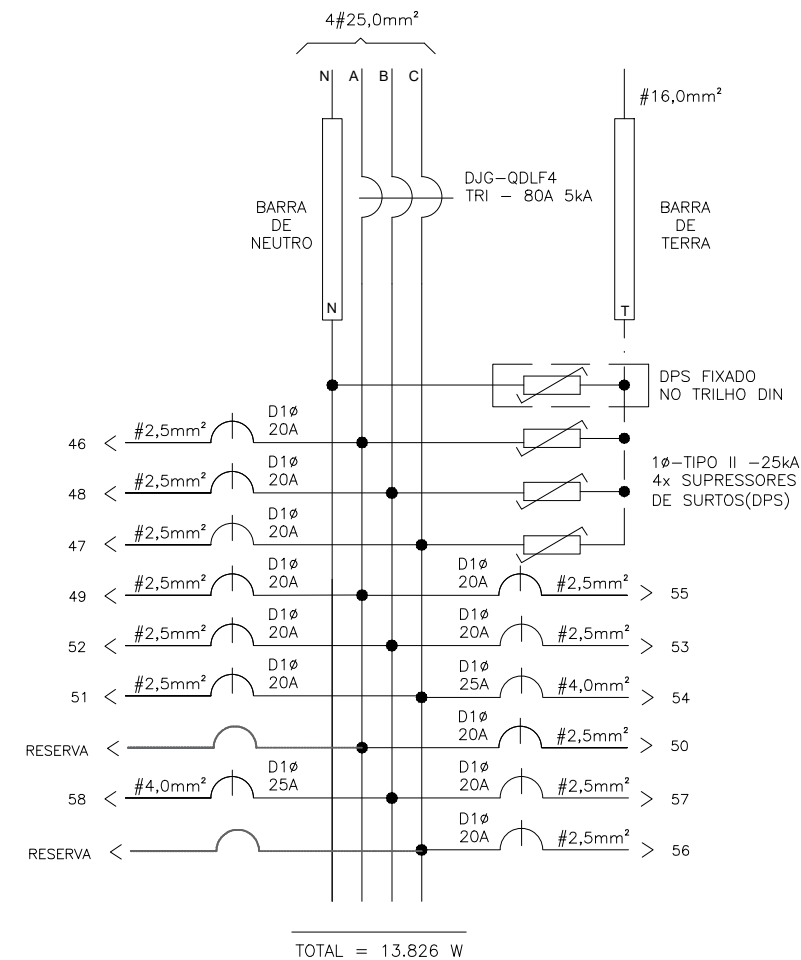 4#25,0mm²
N A B C
#16,0mm²
DJG-QDLF4
TRI - 80A 5kA
BARRA
DE
NEUTRO
BARRA
DE
TERRA
N
T
DPS FIXADO
NO TRILHO DIN
46 #2,5mm² D1ø
20A
1ø-TIPO II -25kA
4x SUPRESSORES
DE SURTOS(DPS)
48 #2,5mm² D1ø
20A
47 #2,5mm² D1ø
20A
49 #2,5mm² D1ø
20A
D1ø
20A #2,5mm² 55
52 #2,5mm² D1ø
20A
D1ø
20A #2,5mm² 53
51 #2,5mm² D1ø
20A
D1ø
25A #4,0mm² 54
RESERVA
D1ø
20A #2,5mm² 50
58 #4,0mm² D1ø
25A
D1ø
20A #2,5mm² 57
RESERVA
D1ø
20A #2,5mm² 56
TOTAL = 13.826 W